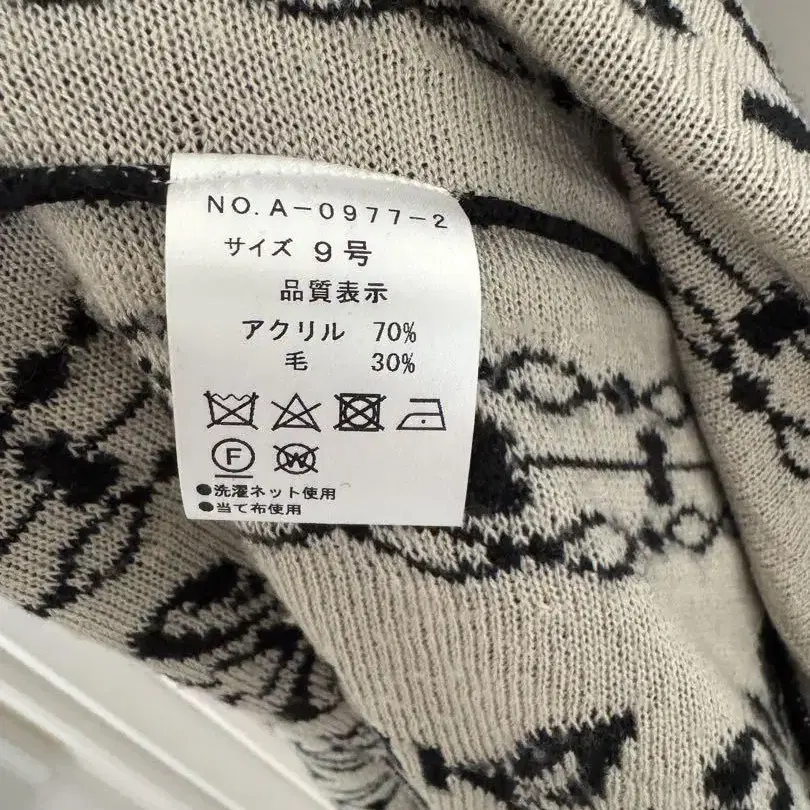 NO.A-0977-2
サイズ 9号
品質表示
アクリル 70%
毛 30%
F W
●洗濯ネット使用
●当て布使用